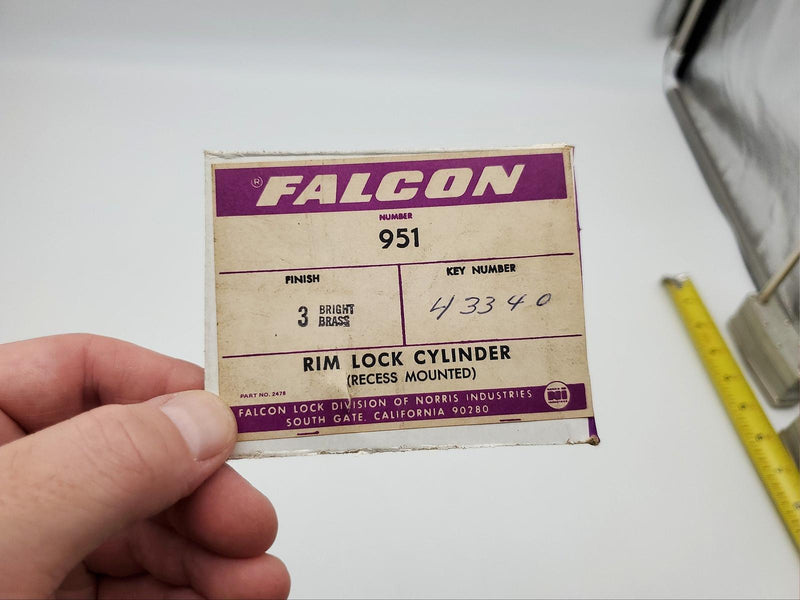 ® FALCON
NUMBER
951
FINISH
KEY NUMBER
3 BRIGHT
BRASS
43340
RIM LOCK CYLINDER
(RECESS MOUNTED)
PART NO. 2478
FALCON LOCK DIVISION OF NORRIS INDUSTRIES
SOUTH GATE, CALIFORNIA 90280